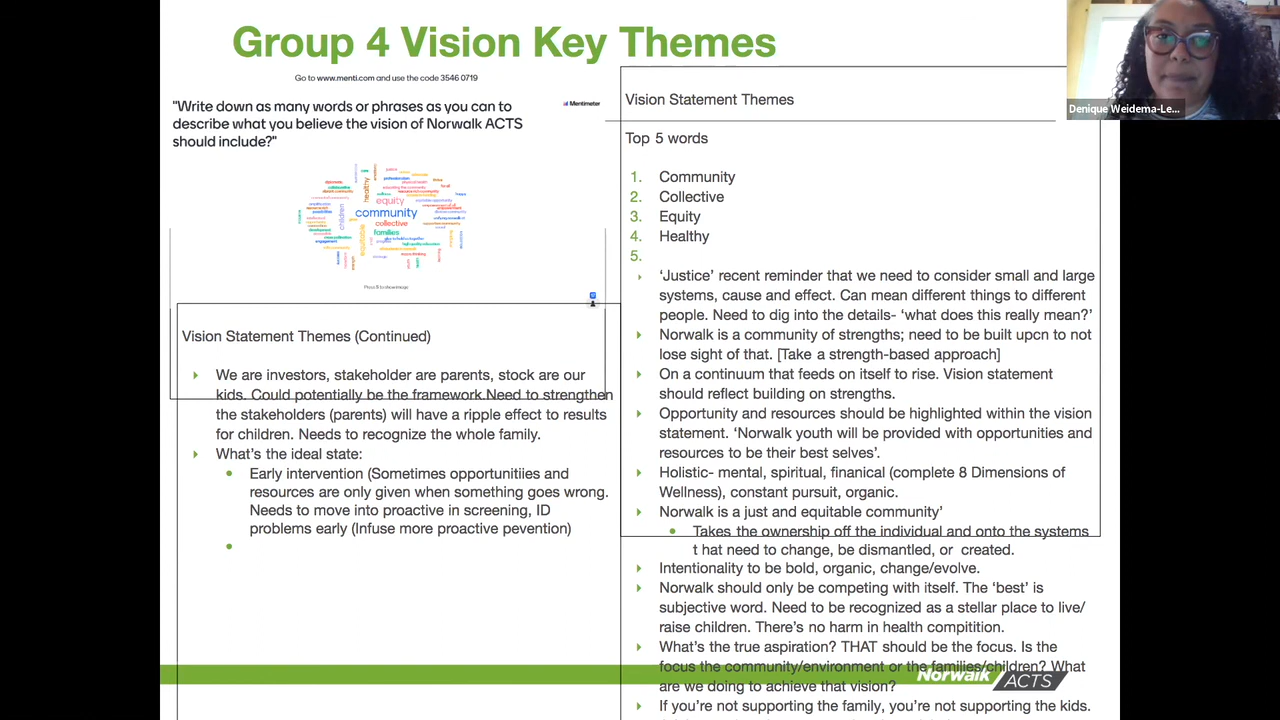 Group 4 Vision Key Themes
Go to www.menti.com and use the code 3546 0719
"Write down as many words or phrases as you can to
describe what you believe the vision of Norwalk ACTS
should include?"
Mentimeter
healthy
equity
community
children
collective
families
equitable
Vision Statement Themes (Continued)
We are investors, stakeholder are parents, stock are our
kids. Could potentially be the framework.Need to strengthen
the stakeholders (parents) will have a ripple effect to results
for children. Needs to recognize the whole family.
What's the ideal state:
Early intervention (Sometimes opportunitiies and
resources are only given when something goes wrong.
Needs to move into proactive in screening, ID
problems early (Infuse more proactive pevention)
Vision Statement Themes
Top 5 words
1. Community
2. Collective
3. Equity
4. Healthy
5.
‘Justice’ recent reminder that we need to consider small and large
systems, cause and effect. Can mean different things to different
people. Need to dig into the details- ‘what does this really mean?’
Norwalk is a community of strengths; need to be built upcn to not
lose sight of that. [Take a strength-based approach]
On a continuum that feeds on itself to rise. Vision statement
should reflect building on strengths.
Opportunity and resources should be highlighted within the vision
statement. ‘Norwalk youth will be provided with opportunities and
resources to be their best selves’.
Holistic- mental, spiritual, finanical (complete 8 Dimensions of
Wellness), constant pursuit, organic.
Norwalk is a just and equitable community’
Takes the ownership off the individual and onto the systems
t hat need to change, be dismantled, or created.
Intentionality to be bold, organic, change/evolve.
Norwalk should only be competing with itself. The ‘best’ is
subjective word. Need to be recognized as a stellar place to live/
raise children. There’s no harm in health compitition.
What’s the true aspiration? THAT should be the focus. Is the
focus the community/environment or the families/children? What
are we doing to achieve that vision?
If you’re not supporting the family, you’re not supporting the kids.
Norwalk ACTS
Denique Weidema-Le...